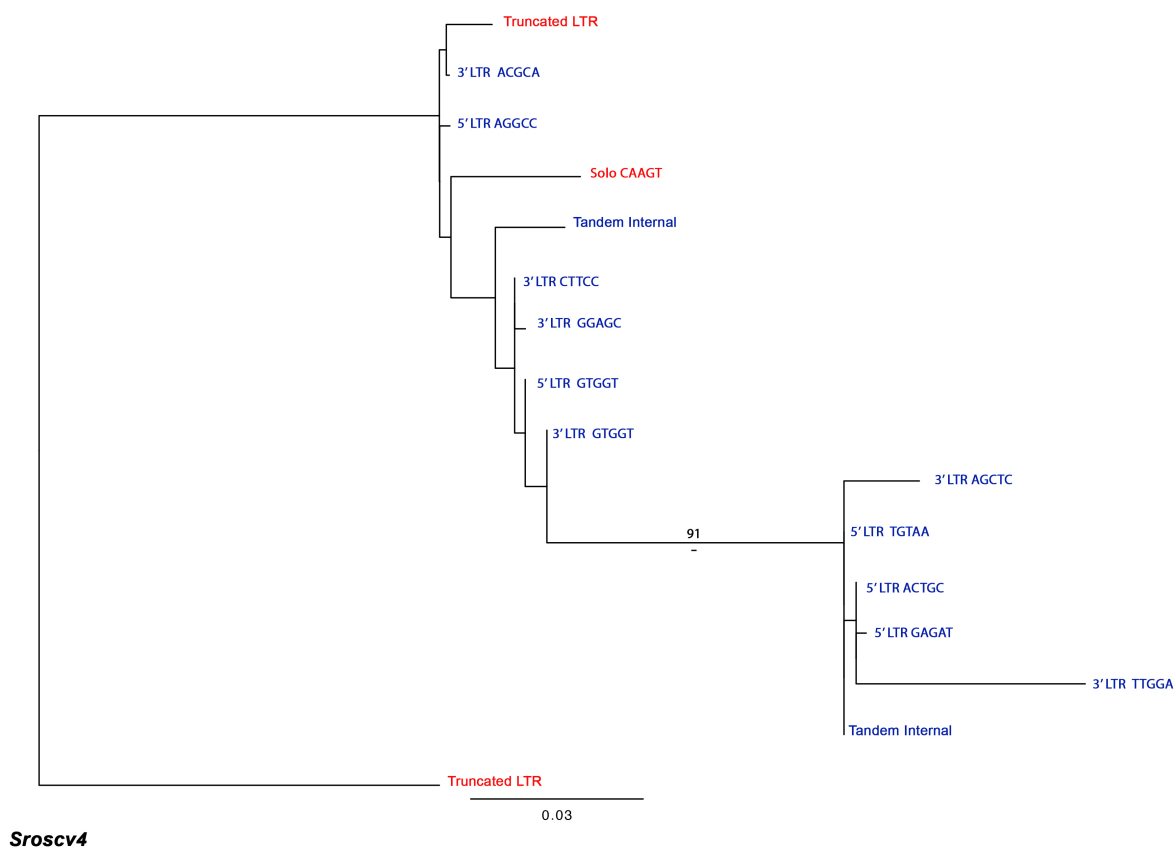 Truncated LTR
3’ LTR ACGCA
5’ LTR AGGCC
Solo CAAGT
Tandem Internal
3’ LTR CTTCC
3’ LTR GGAGC
5’ LTR GTGGT
3’ LTR GTGGT
3’ LTR AGCTC
91
–
5’ LTR TGTAA
5’ LTR ACTGC
5’ LTR GAGAT
3’ LTR TTGGA
Tandem Internal
Truncated LTR
0.03
Sroscv4